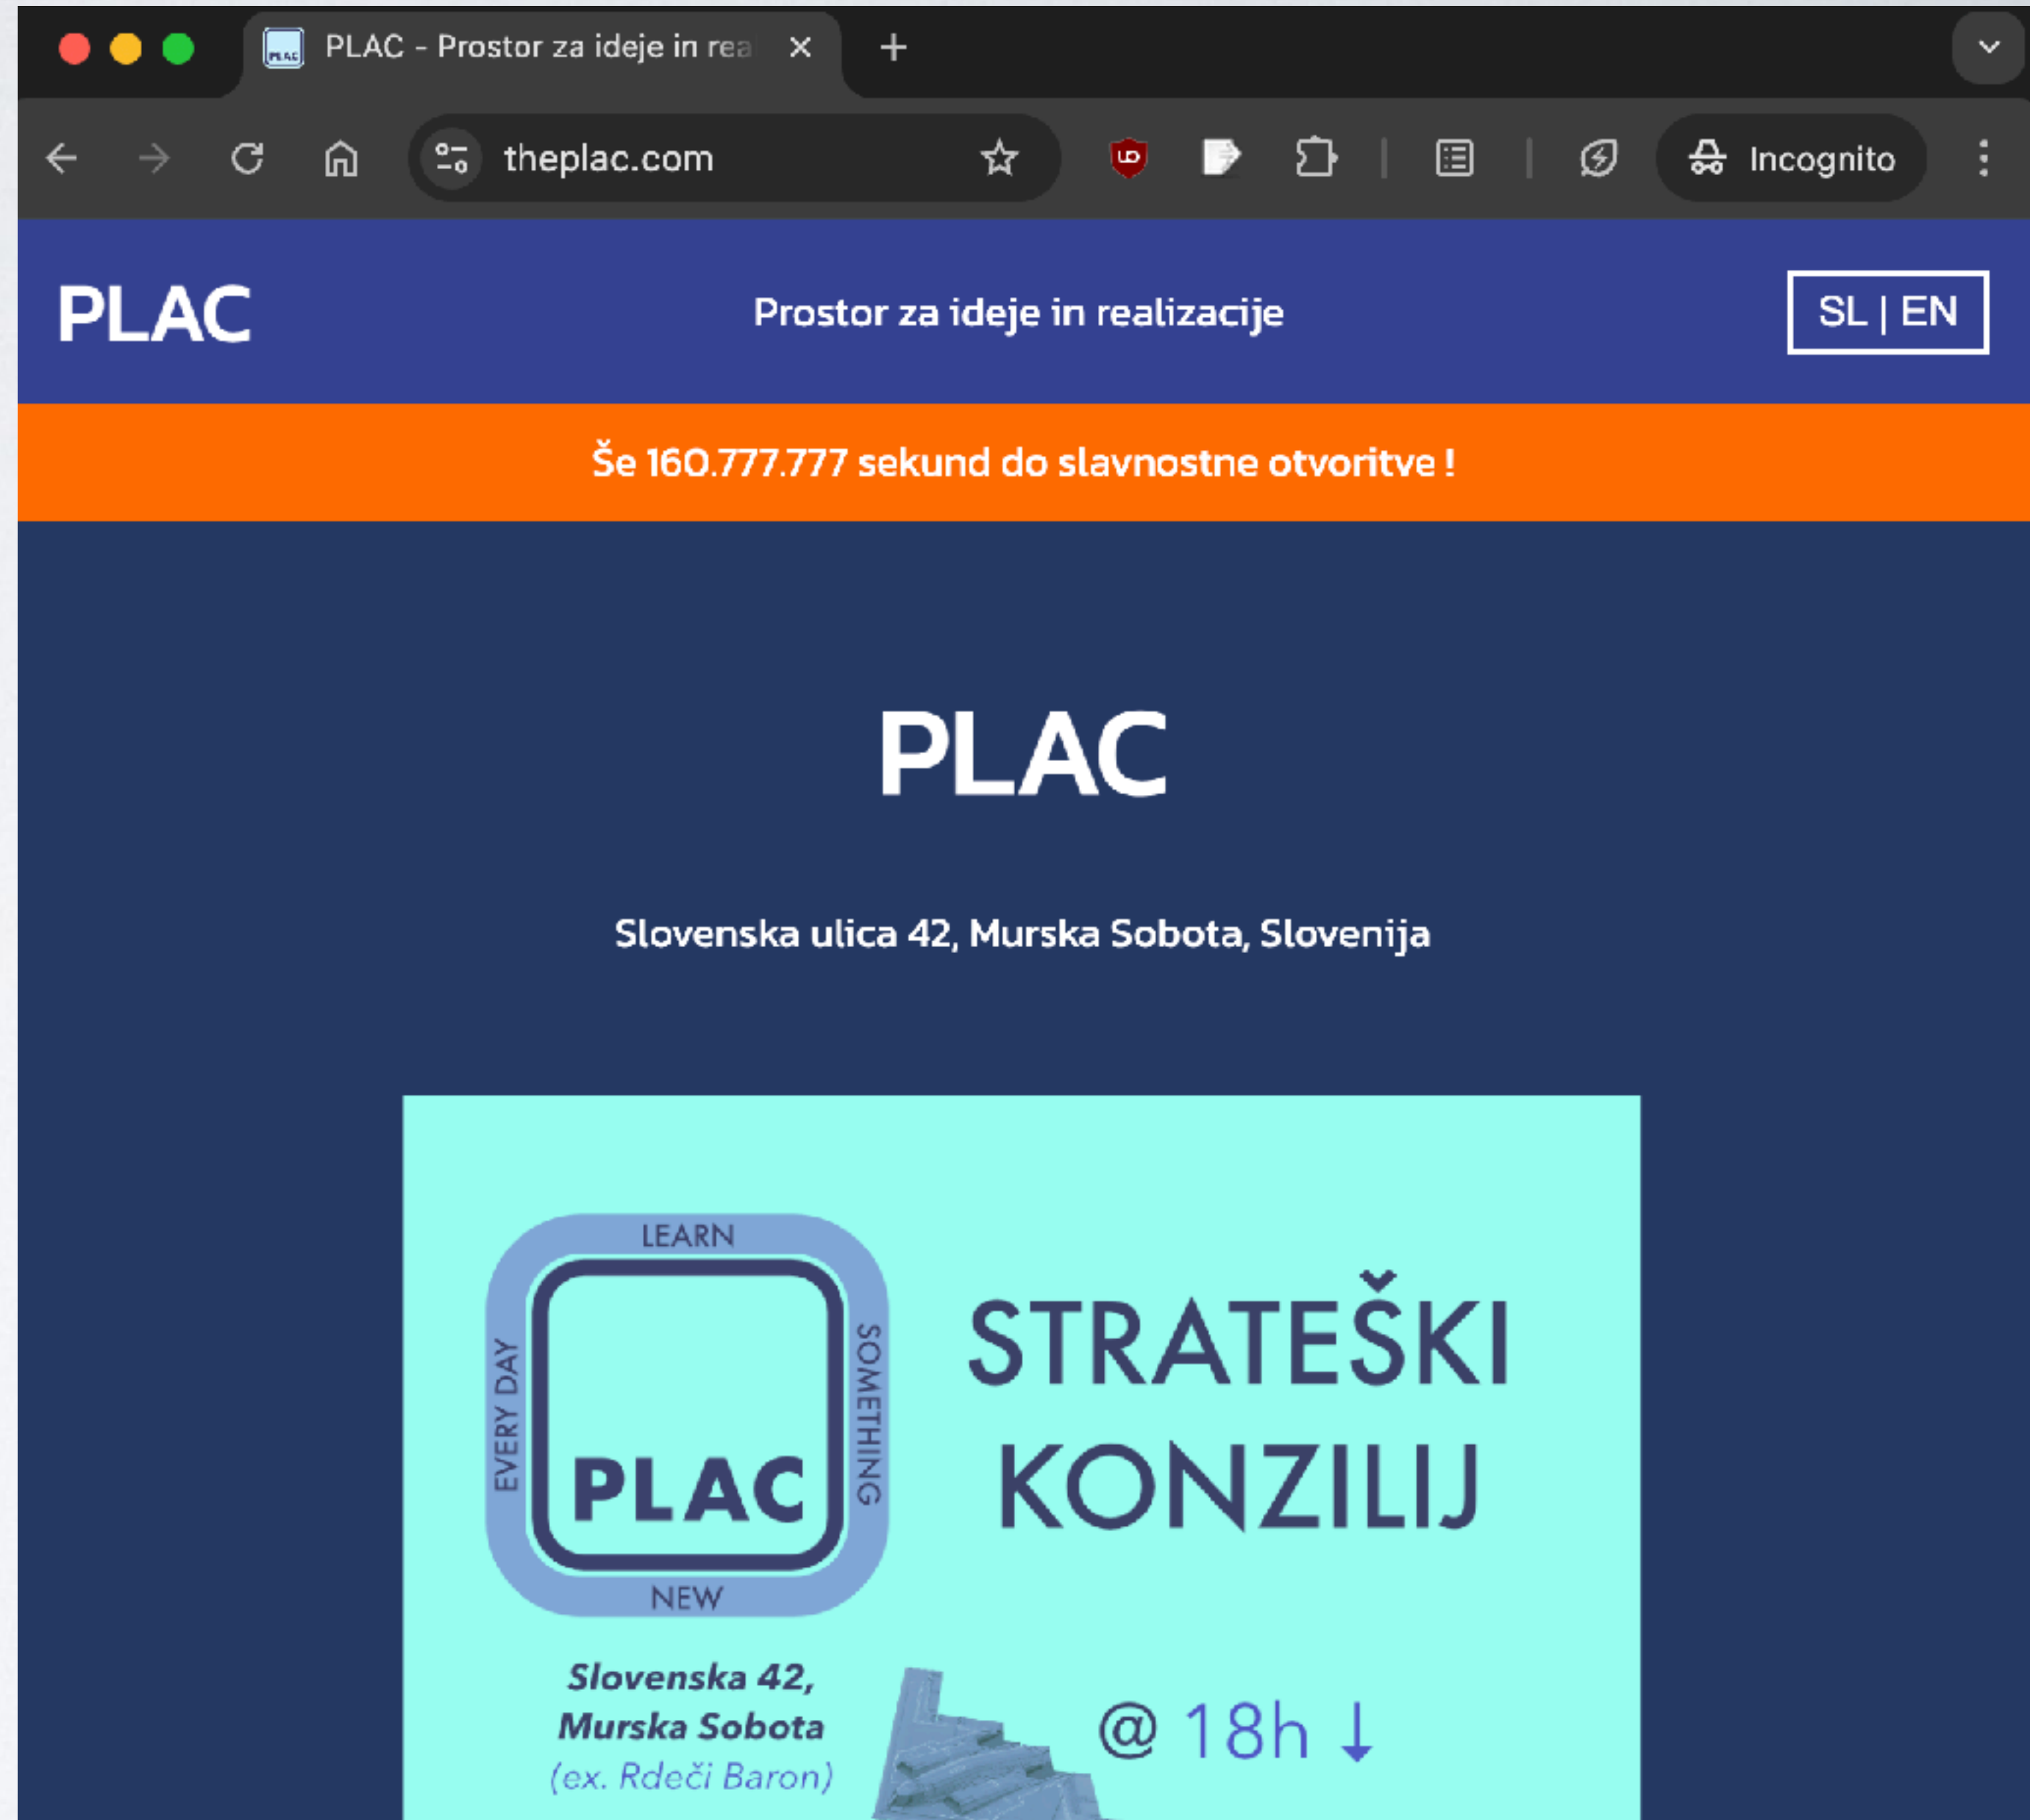 PLAC - Prostor za ideje in rea
theplac.com
Incognito
PLAC
Prostor za ideje in realizacije
SL | EN
Še 160.777.777 sekund do slavnostne otvoritve !
PLAC
Slovenska ulica 42, Murska Sobota, Slovenija
LEARN
SOMETHING
NEW
EVERY DAY
PLAC
STRATEŠKI
KONZILIJ
Slovenska 42,
Murska Sobota
(ex. Rdeči Baron)
@ 18h ↓